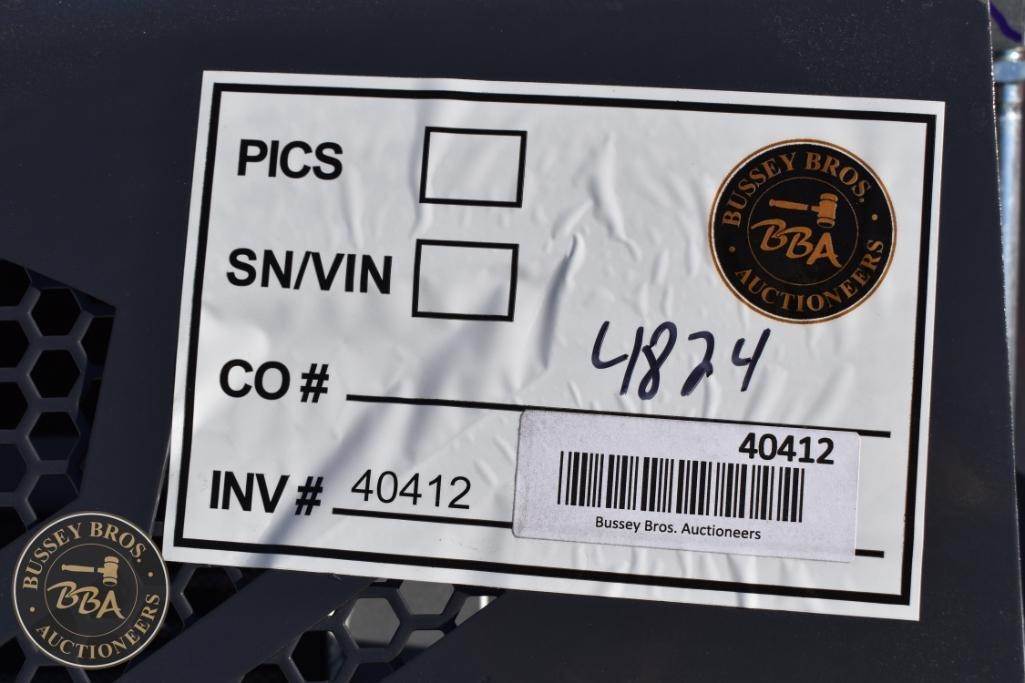 PICS
BUSSEY BROS.
BBA
AUCTIONEERS
SN/VIN
CO # 4824
40412
INV # 40412
Bussey Bros. Auctioneers
BUSSEY BROS.
BBA
AUCTIONEERS